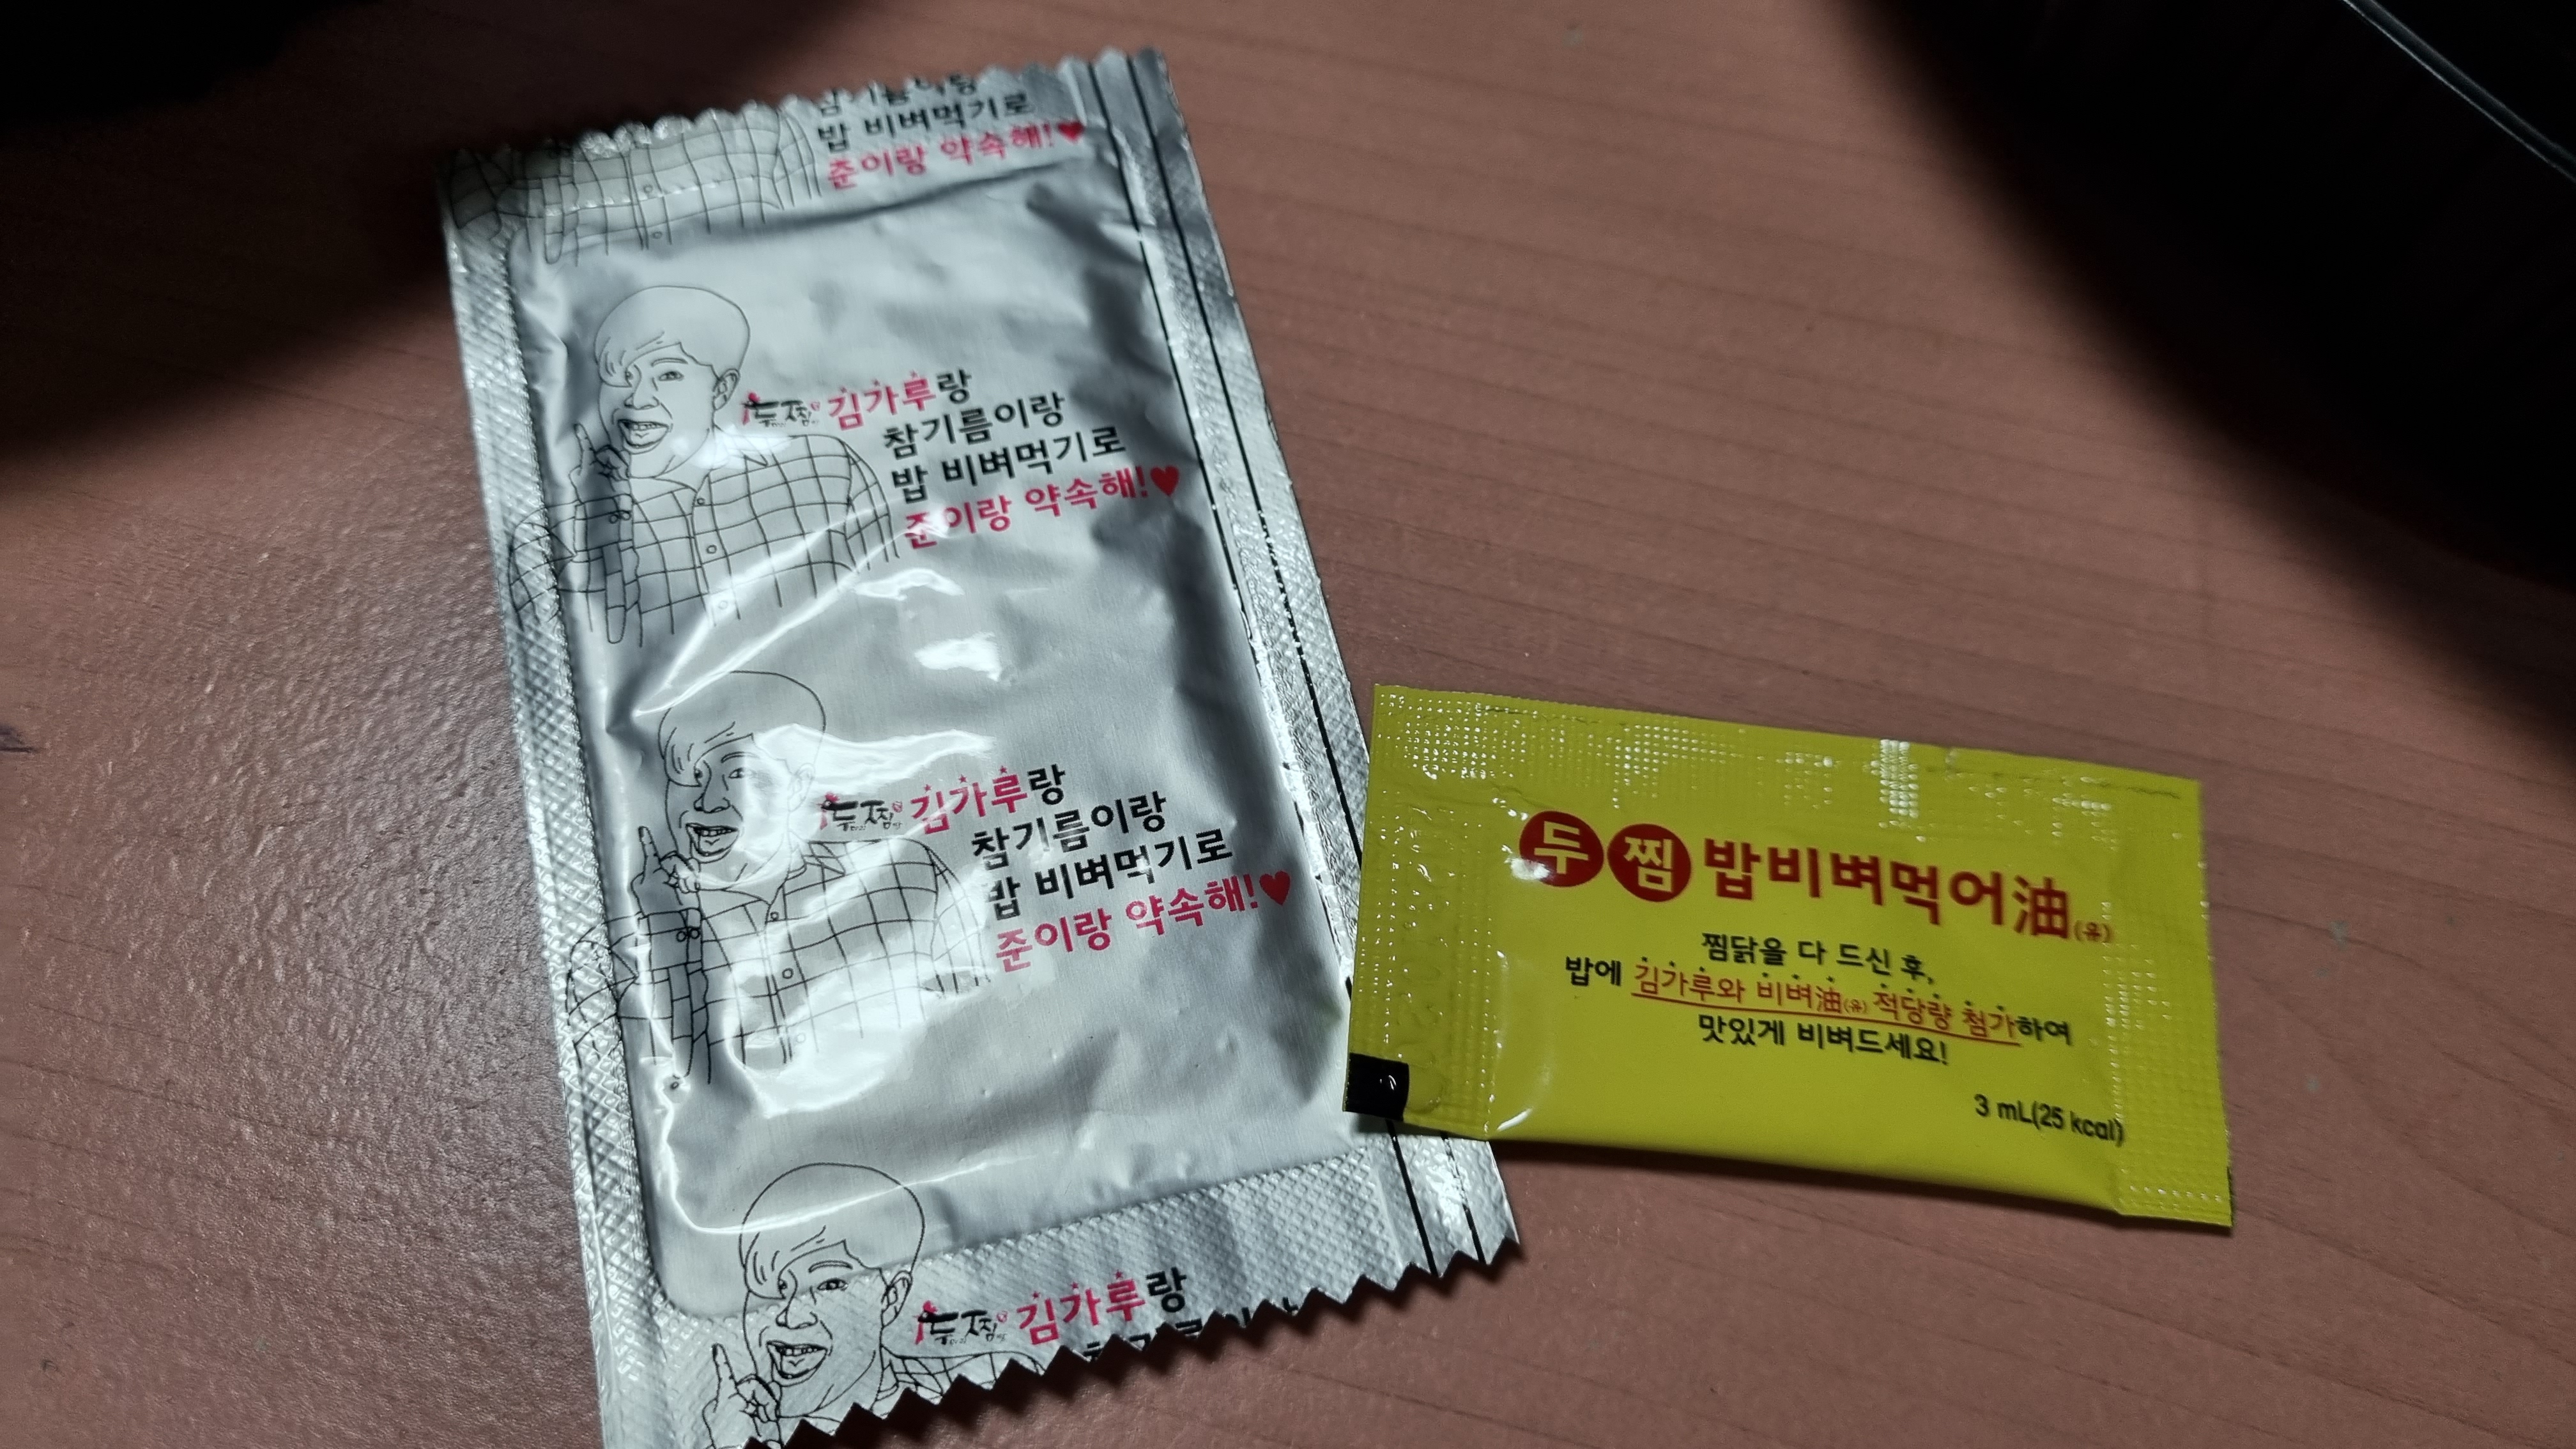 밥 비벼먹기로
준이랑 약속해!♥
두찜 김가루랑
참기름이랑
밥 비벼먹기로
준이랑 약속해!♥
두찜 김가루랑
참기름이랑
밥 비벼먹기로
준이랑 약속해!♥
두찜 김가루랑
두찜 밥비벼먹어油(유)
찜닭을 다 드신 후,
밥에 김가루와 비벼油(유) 적당량 첨가하여
맛있게 비벼드세요!
3 mL(25 kcal)